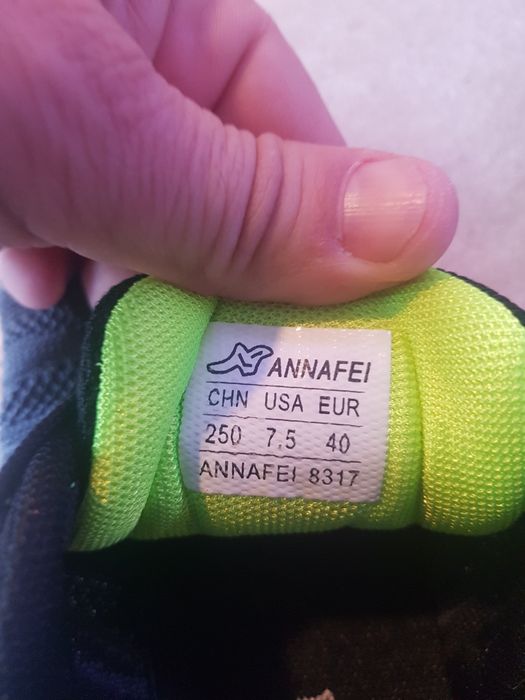 ANNAFEI
CHN USA EUR
250 7.5 40
ANNAFEI 8317